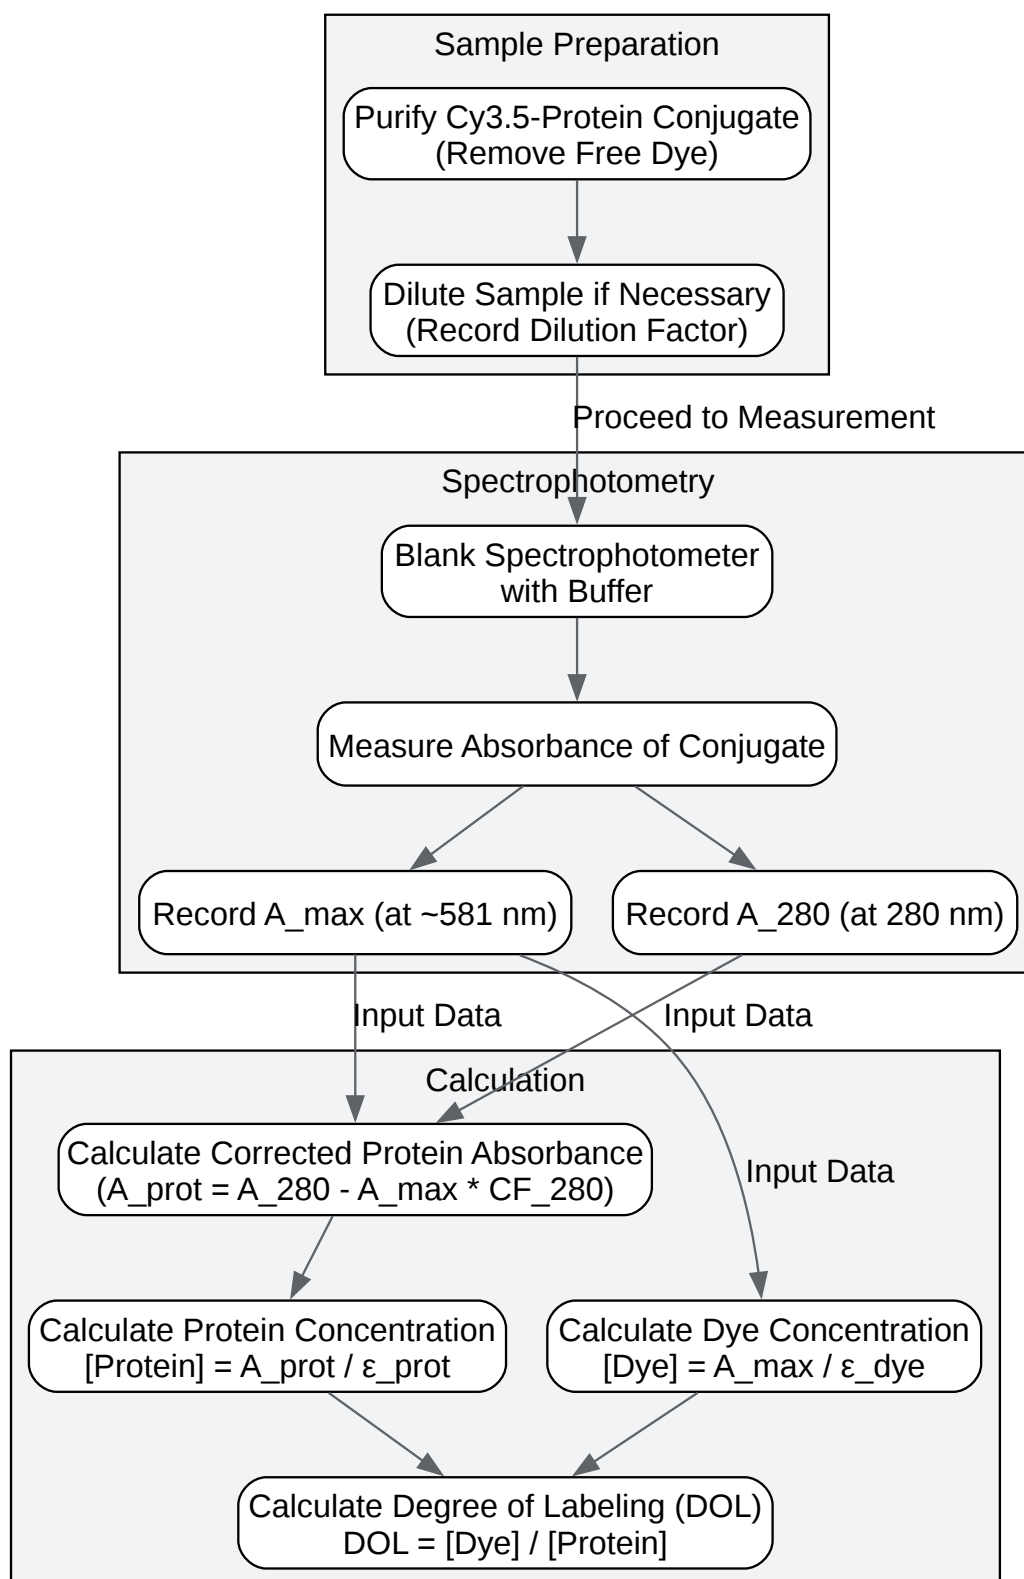 Sample Preparation
Purify Cy3.5-Protein Conjugate
(Remove Free Dye)
Dilute Sample if Necessary
(Record Dilution Factor)
Proceed to Measurement
Spectrophotometry
Blank Spectrophotometer
with Buffer
Measure Absorbance of Conjugate
Record A_max (at ~581 nm)
Record A_280 (at 280 nm)
Input Data
Input Data
Calculation
Calculate Corrected Protein Absorbance
(A_prot = A_280 - A_max * CF_280)
Input Data
Calculate Protein Concentration
[Protein] = A_prot / ε_prot
Calculate Dye Concentration
[Dye] = A_max / ε_dye
Calculate Degree of Labeling (DOL)
DOL = [Dye] / [Protein]